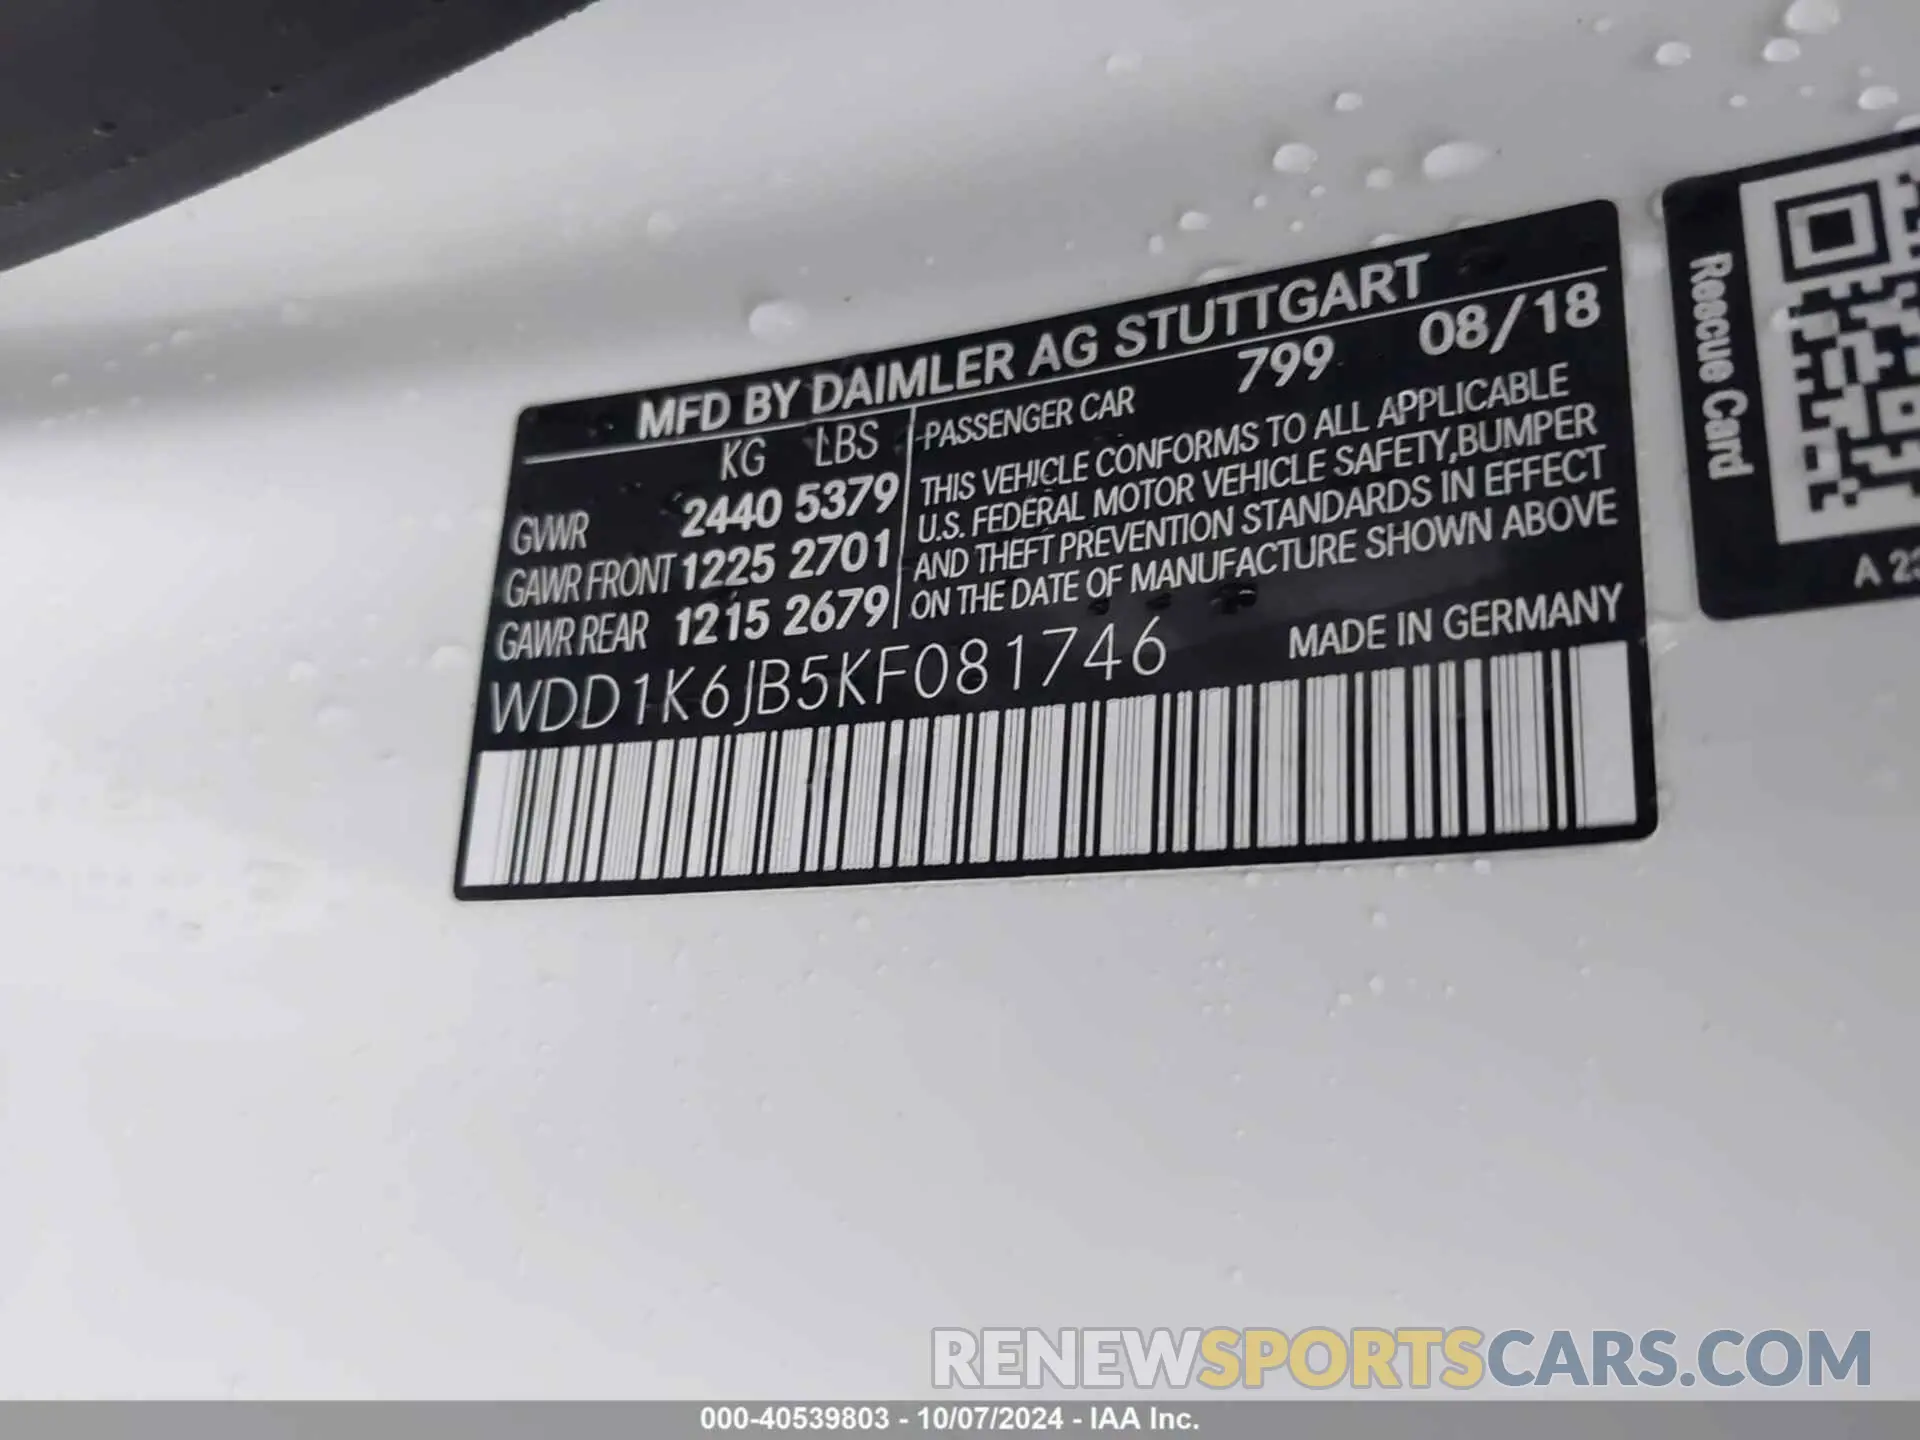 MFD BY DAIMLER AG STUTTGART
KG LBS
GVWR 2440 5379
GAWR FRONT 1225 2701
GAWR REAR 1215 2679
PASSENGER CAR 799 08/18
THIS VEHICLE CONFORMS TO ALL APPLICABLE
U.S. FEDERAL MOTOR VEHICLE SAFETY,BUMPER
AND THEFT PREVENTION STANDARDS IN EFFECT
ON THE DATE OF MANUFACTURE SHOWN ABOVE
WDD1K6JB5KF081746
MADE IN GERMANY
Rescue Card
A 23
RENEWSPORTSCARS.COM
000-40539803 - 10/07/2024 - IAA Inc.